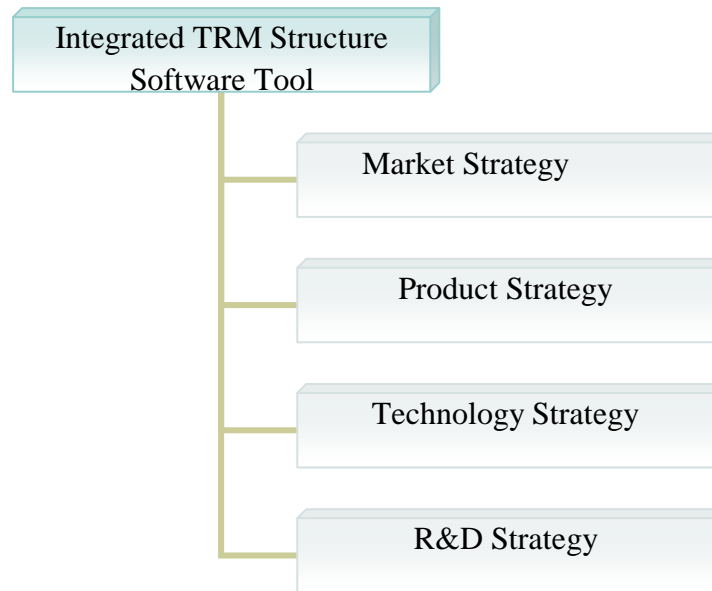 Integrated TRM Structure
Software Tool
Market Strategy
Product Strategy
Technology Strategy
R&D Strategy